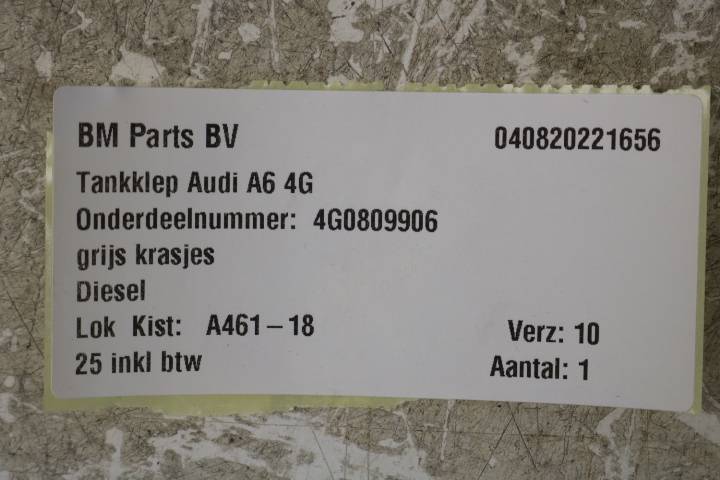 BM Parts BV 040820221656
Tankklep Audi A6 4G
Onderdeelnummer: 4G0809906
grijs krasjes
Diesel
Lok Kist: A461-18 Verz: 10
25 inkl btw Aantal: 1